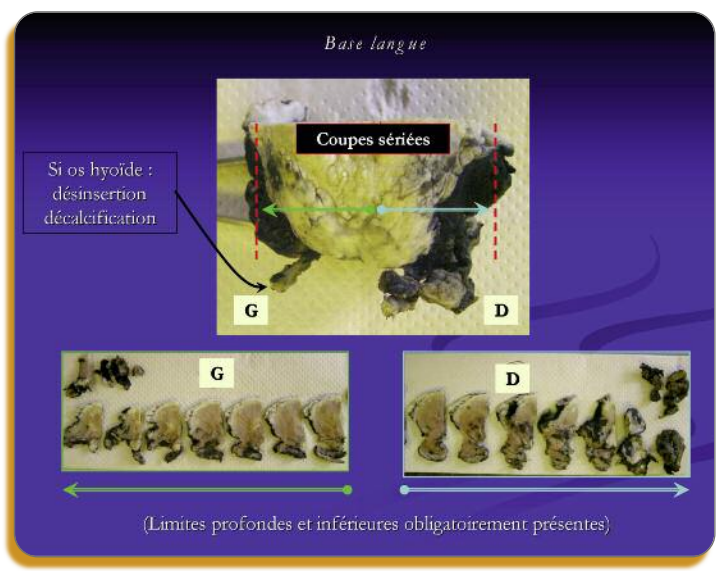 Base langue
Coupes sériées
Si os hyoïde :
désinsertion
décalcification
G
D
G
D
(Limites profondes et inférieures obligatoirement présentes)